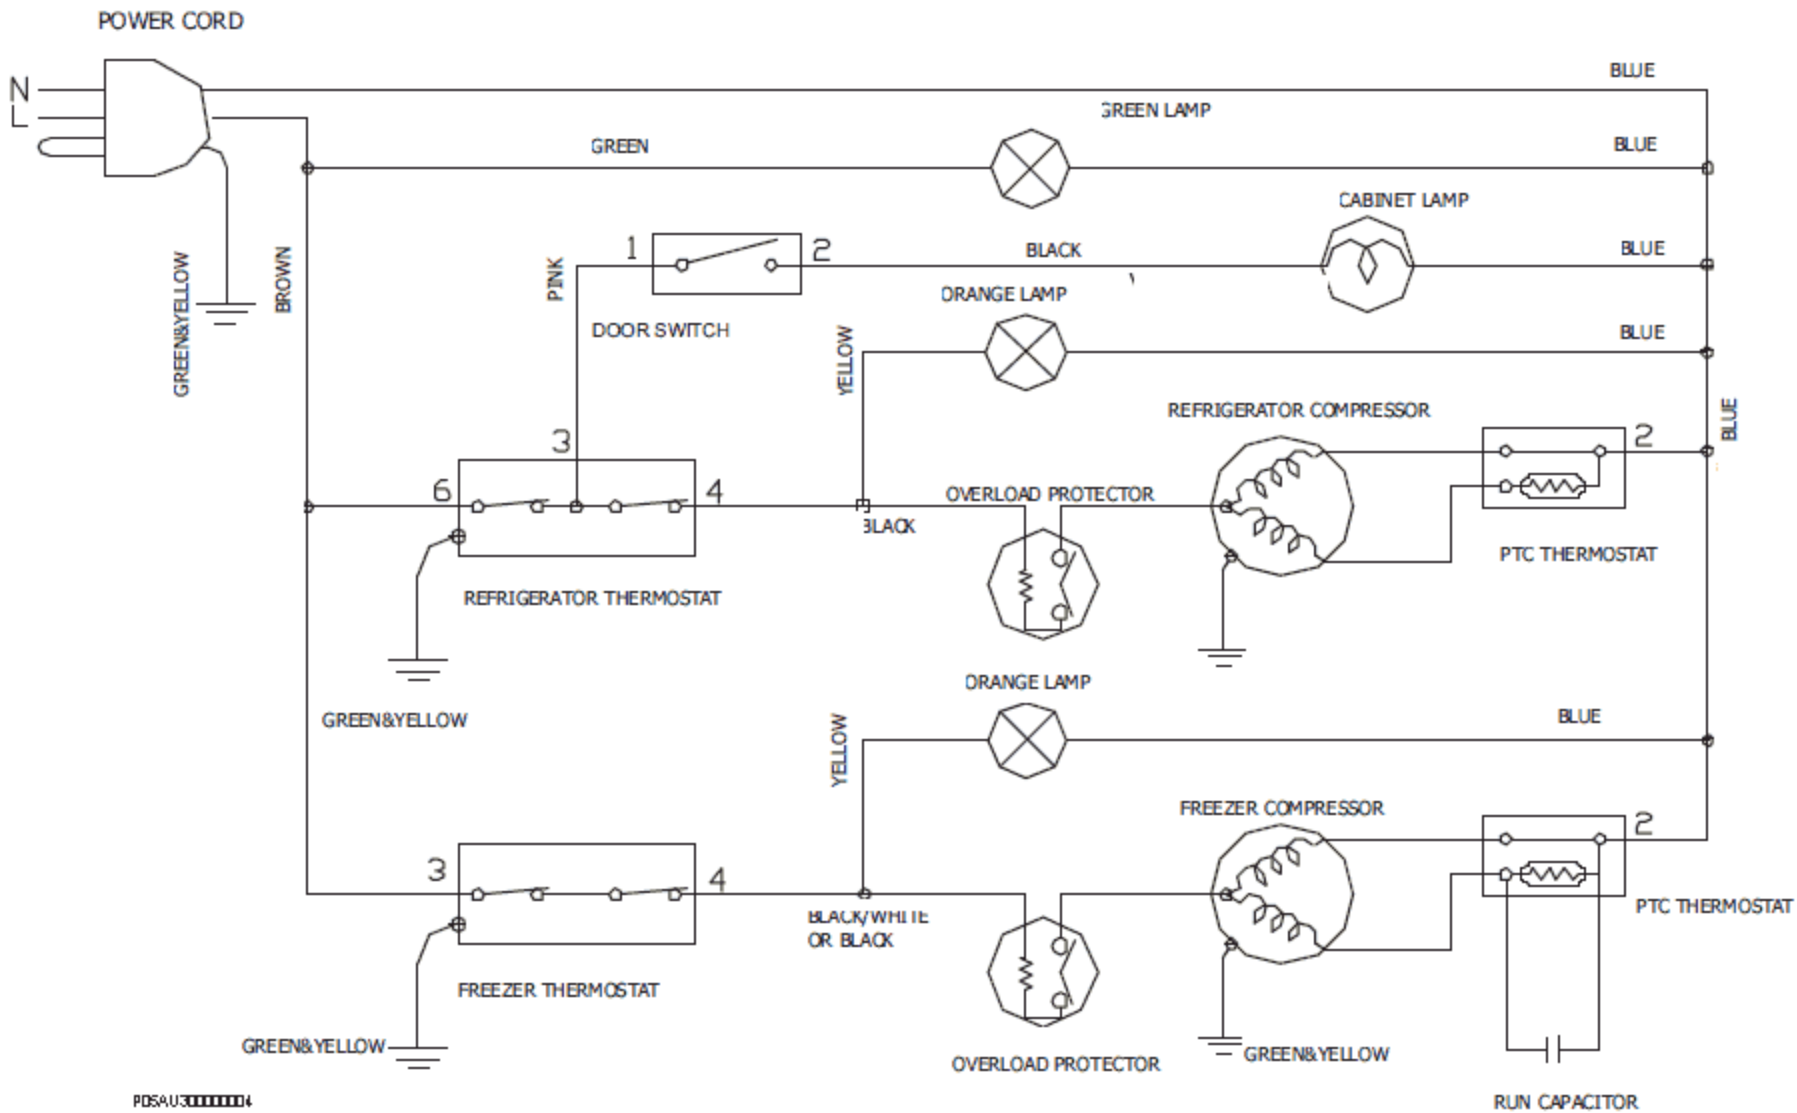 POWER CORD
N
L
BLUE
GREEN LAMP
GREEN
BLUE
CABINET LAMP
1
2
BLACK
BLUE
PINK
BROWN
GREEN&YELLOW
ORANGE LAMP
DOOR SWITCH
YELLOW
BLUE
REFRIGERATOR COMPRESSOR
BLUE
3
2
6
4
OVERLOAD PROTECTOR
BLACK
PTC THERMOSTAT
REFRIGERATOR THERMOSTAT
ORANGE LAMP
GREEN&YELLOW
YELLOW
BLUE
FREEZER COMPRESSOR
2
3
4
BLACK/WHITE
OR BLACK
PTC THERMOSTAT
FREEZER THERMOSTAT
GREEN&YELLOW
GREEN&YELLOW
OVERLOAD PROTECTOR
RUN CAPACITOR